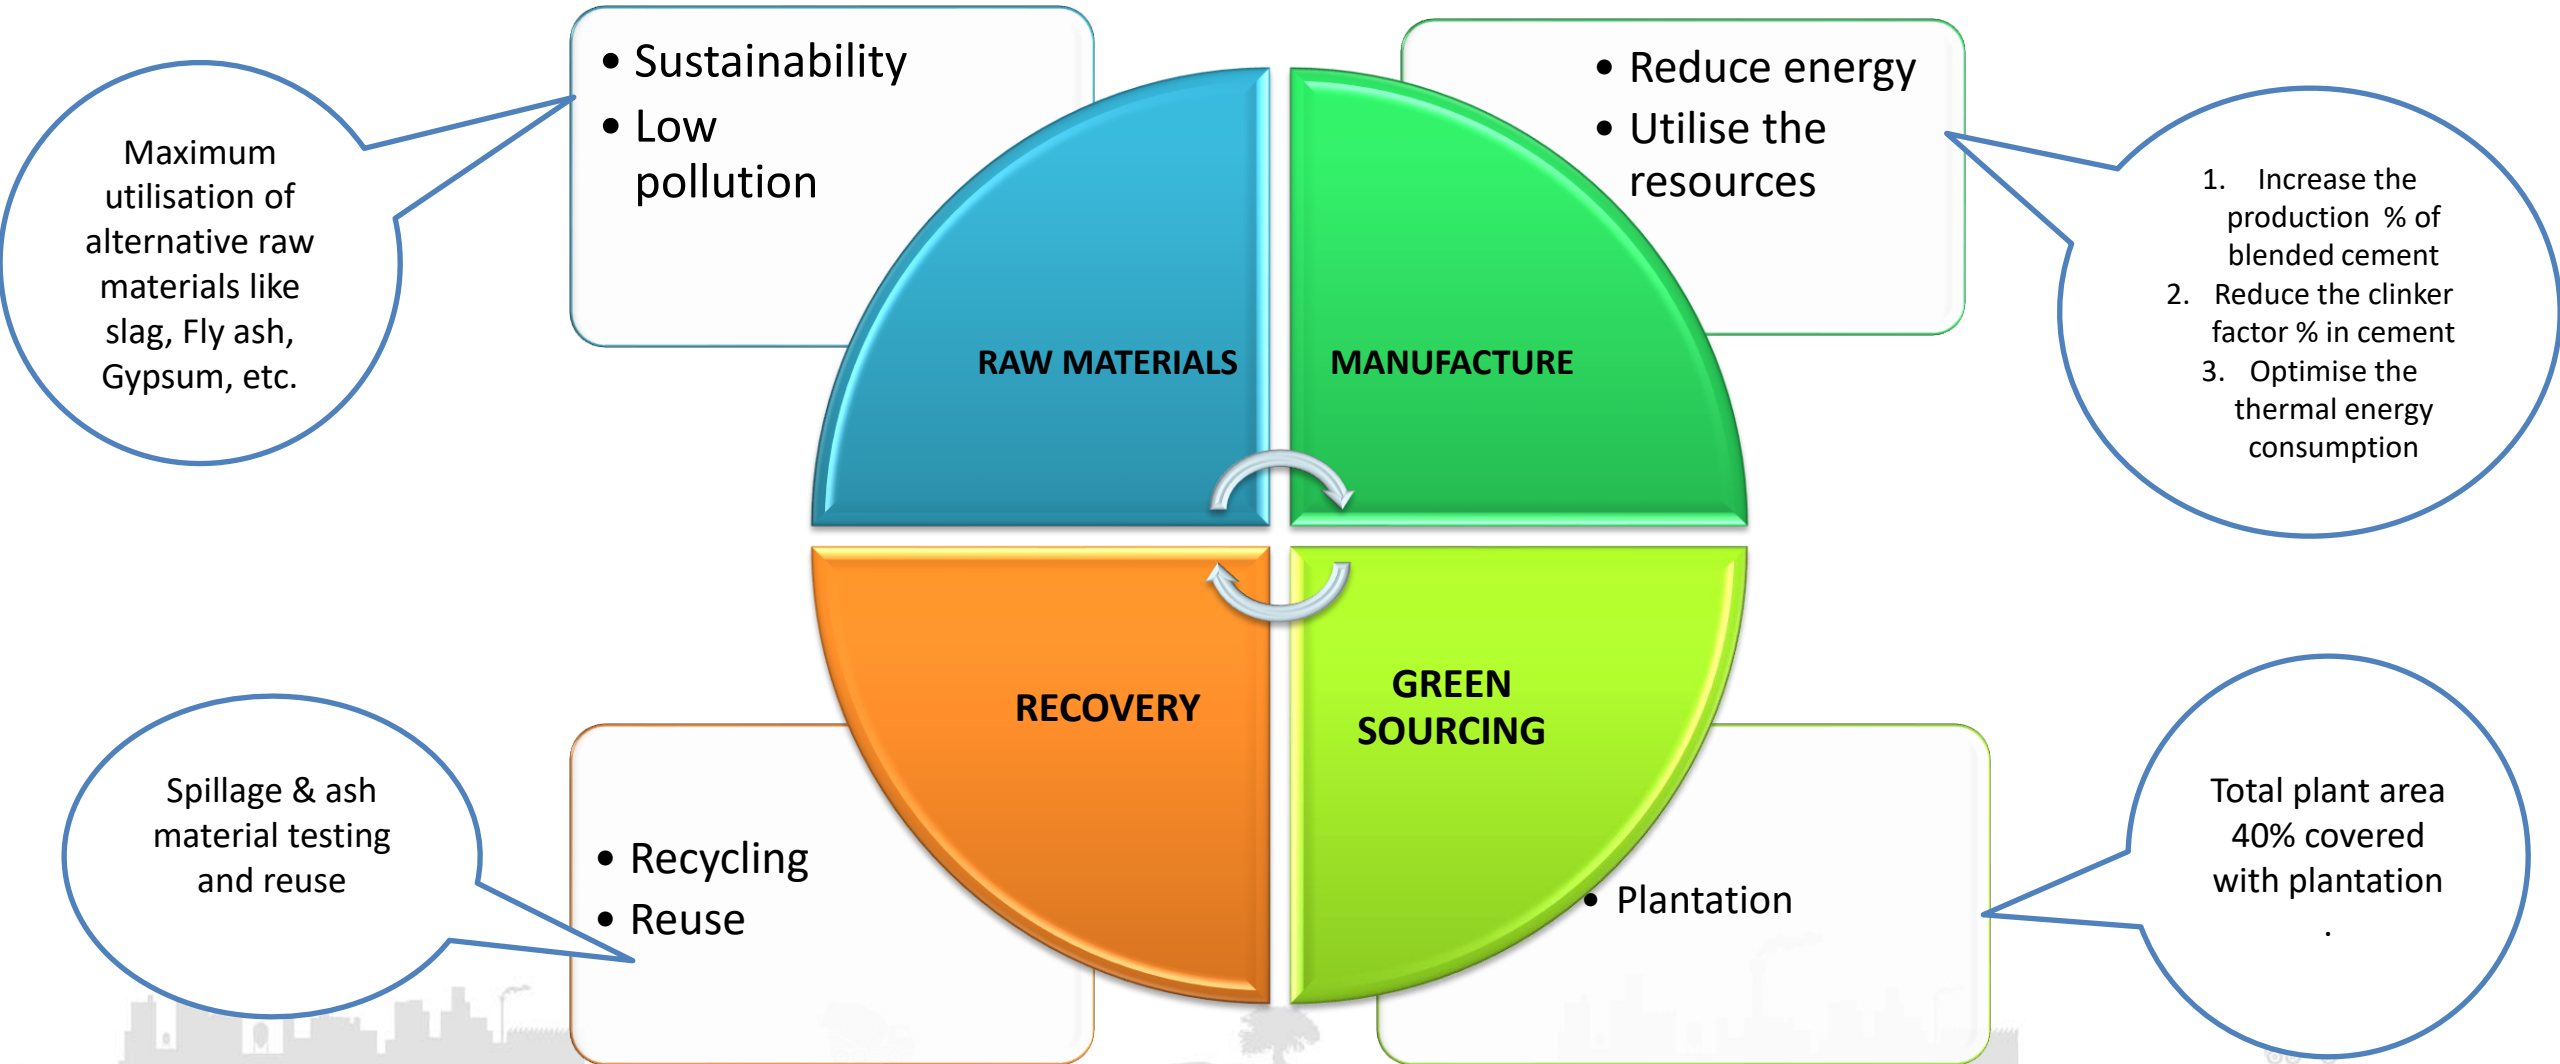 Maximum
utilisation of
alternative raw
materials like
slag, Fly ash,
Gypsum, etc.
• Sustainability
• Low
pollution
RAW MATERIALS
• Reduce energy
• Utilise the
resources
MANUFACTURE
1. Increase the
production % of
blended cement
2. Reduce the clinker
factor % in cement
3. Optimise the
thermal energy
consumption
Spillage & ash
material testing
and reuse
• Recycling
• Reuse
RECOVERY
GREEN
SOURCING
• Plantation
Total plant area
40% covered
with plantation
.